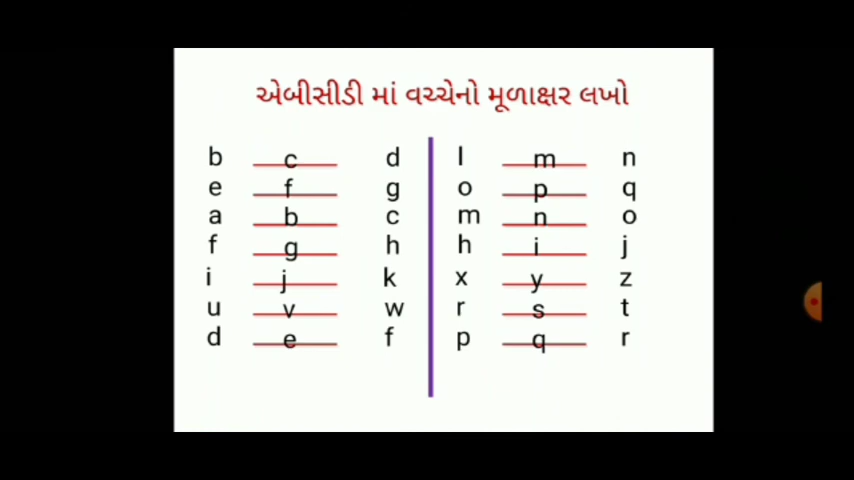 એબીસીડી માં વચ્ચેનો મૂળાક્ષર લખો
b c d l m n
e f g o p q
a b c m n o
f g h h i j
i j k x y z
u v w r s t
d e f p q r